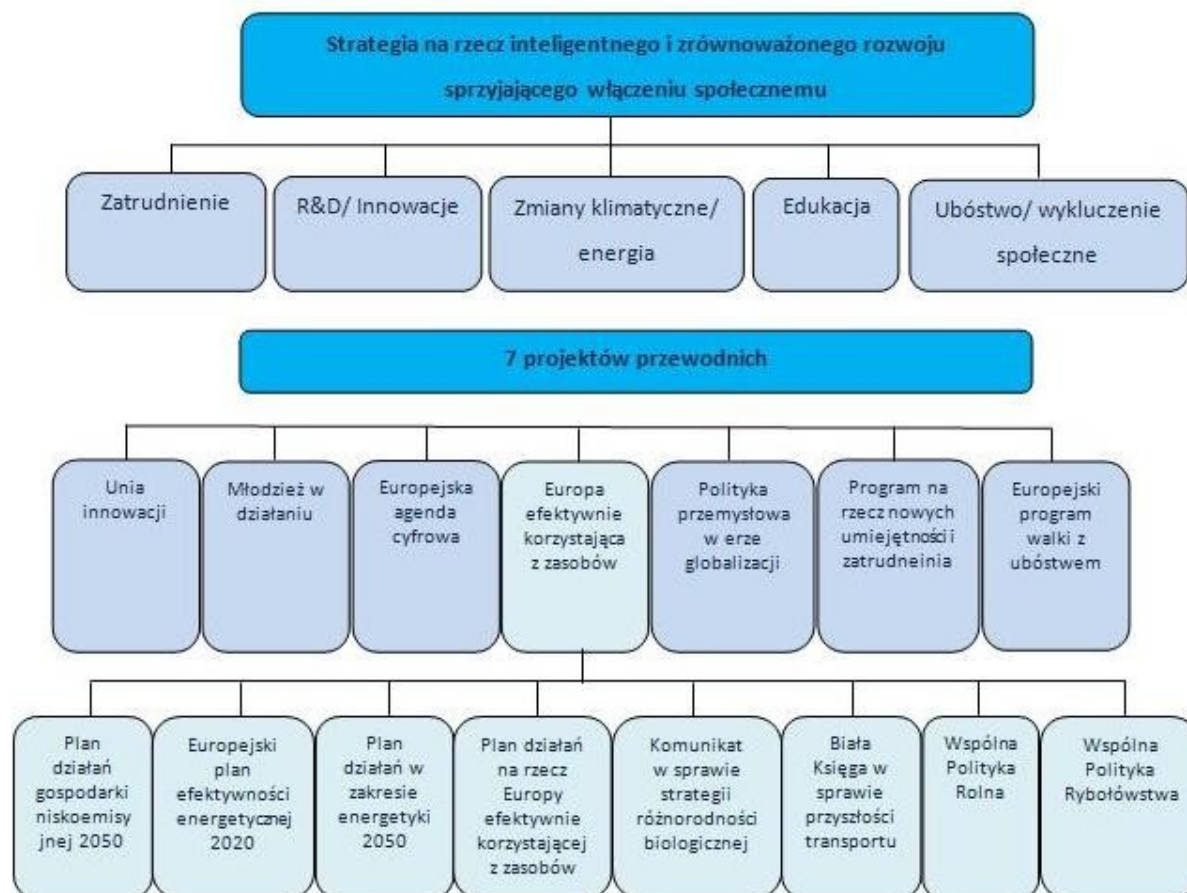 Strategia na rzecz inteligentnego i zrównoważonego rozwoju
sprzyjającego włączeniu społecznemu
Zatrudnienie
R&D/ Innowacje
Zmiany klimatyczne/
energia
Edukacja
Ubóstwo/ wykluczenie
społeczne
7 projektów przewodnich
Unia
innowacji
Młodzież w
działaniu
Europejska
agenda
cyfrowa
Europa
efektywnie
korzystająca
z zasobów
Polityka
przemysłowa
w erze
globalizacji
Program na
rzecz nowych
umiejętności i
zatrudneinia
Europejski
program
walki z
ubóstwem
Plan
działań
gospodarki
niskoemisy
jnej 2050
Europejski
plan
efektywności
energetycznej
2020
Plan
działań w
zakresie
energetyki
2050
Plan działań
na rzecz
Europy
efektywnie
korzystającej
z zasobów
Komunikat
w sprawie
strategii
różnorodności
biologicznej
Biała
Księga w
sprawie
przyszłości
transportu
Wspólna
Polityka
Rolna
Wspólna
Polityka
Rybołówstwa